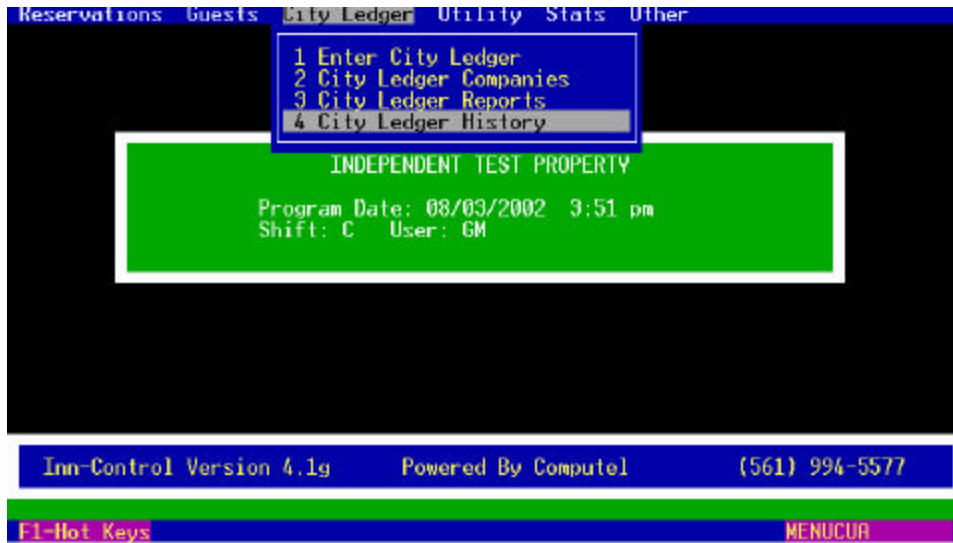 Reservations Guests City Ledger Utility Stats Other
1 Enter City Ledger
2 City Ledger Companies
3 City Ledger Reports
4 City Ledger History
INDEPENDENT TEST PROPERTY
Program Date: 08/03/2002 3:51 pm
Shift: C User: GM
Inn-Control Version 4.1g Powered By Computel (561) 994-5577
F1-Hot Keys MENUCUA